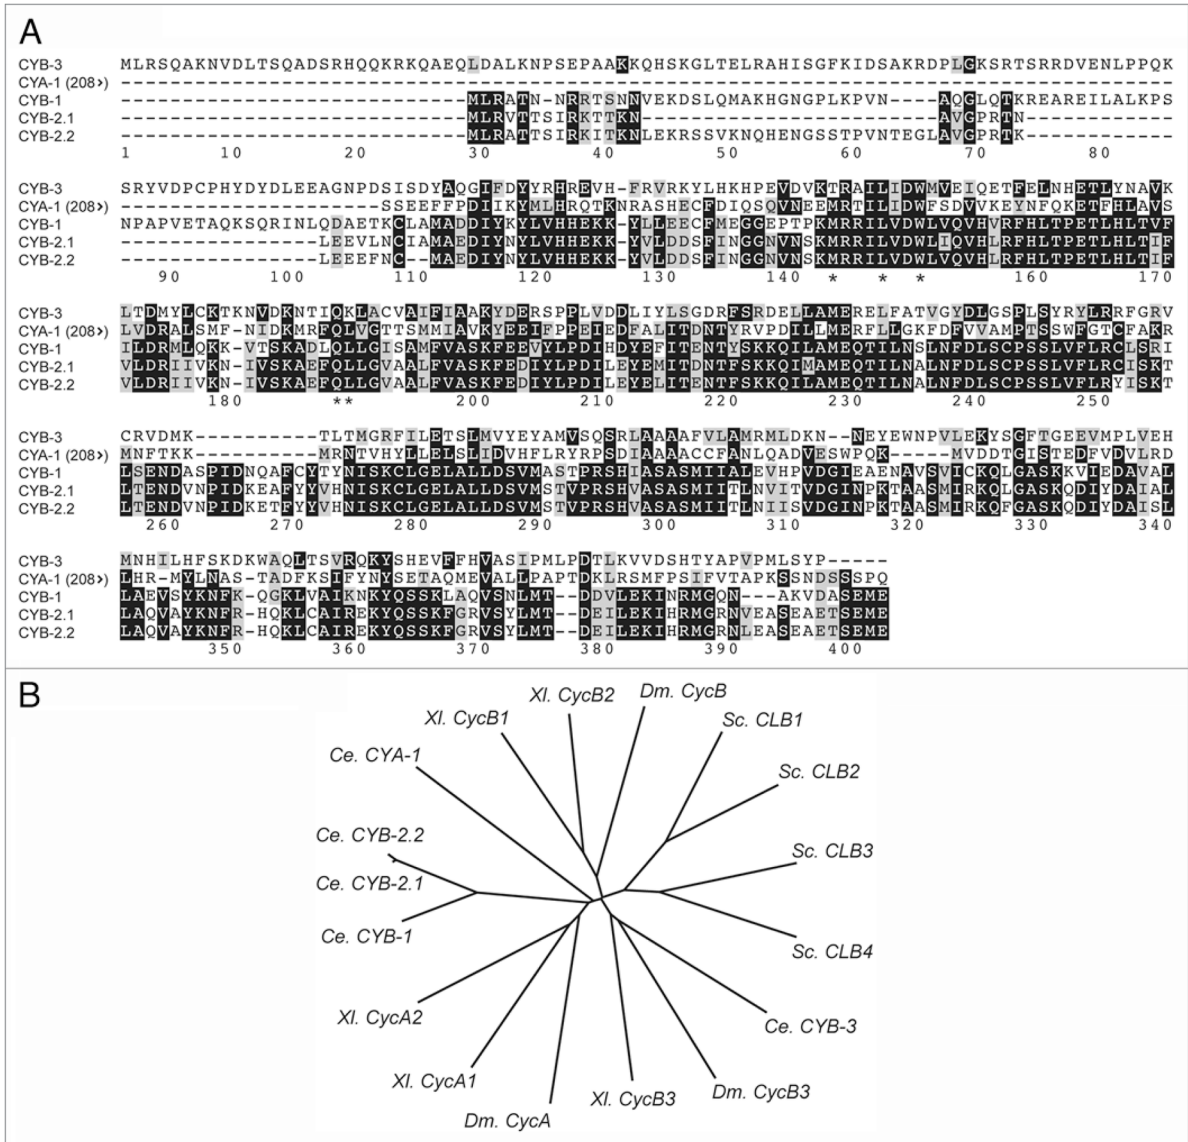 A
CYB-3 MLRSQAKNVDLTSQADSRHQQKRKQAEQLDALKNPSEPAAKKQHSKGLTELRAHISGFKIDSAKRDPLGKSRTSRRDVENLPPQK
CYA-1 (208›) -------------------------------------------------------------------------------------
CYB-1 ----------------------------MLRATN-NRRTSNNVEKDSLQMAKHGNGPLKPVN----AQGLQTKREAREILALKPS
CYB-2.1 ----------------------------MLRVTTSIRKTTKN------------------------AVGPRTN------------
CYB-2.2 ----------------------------MLRATTSIRKITKNLEKRSSVKNQHENGSSTPVNTEGLAVGPRTK------------
1 10 20 30 40 50 60 70 80
CYB-3 SRYVDPCPHYDYDLEEAGNPDSISDYAQGIFDYYRHREVH-FRVRKYLHKHPEVDVKTRAILIDWMVEIQETFELNHETLYNAVK
CYA-1 (208›) ---------------------SSEEFFPDIIKYMLHRQTKNRASHECFDIQSQVNEEMRTILIDWFSDVVKEYNFQKETFHLAVS
CYB-1 NPAPVETAQKSQRINLQDAETKCLAMADDIYKYLVHHEKK-YLLEECFMEGGEPTPKMRRILVDWLVQVHVRFHLTPETLHLTVF
CYB-2.1 ----------------LEEVLNCIAMAEDIYNYLVHHEKK-YVLDDSFINGGNVNSKMRRILVDWLIQVHLRFHLTPETLHLTIF
CYB-2.2 ----------------LEEEFNC-MAEDIYNYLVHHEKK-YVLDDSFINGGNVNSKMRRILVDWLVQVHLRFHLTPETLHLTIF
90 100 110 120 130 140 * * * 160 170
CYB-3 LTDMYLCKTKNVDKNTIQKLACVAIFIAAKYDERSPPLVDDLIYLSGDRFSRDELLAMERELFATVGYDLGSPLSYRYLRRFGRV
CYA-1 (208›) LVDRALSMF-NIDKMRFQLVGTTSMMIAVKYEEIFPPEIEDFALITDNTYRVPDILLMERFLLGKFDFVVAMPTSSWFGTCFAKR
CYB-1 ILDRMLQKK-VTSKADLQLLGISAMFVASKFEEVYLPDIHDYEFITENTYSKKQILAMEQTILNSLNFDLSCPSSLVFLRCLSRI
CYB-2.1 VLDRIIVKN-IVSKAEFQLLGVAALFVASKFEDIYLPDILEYEMITDNTFSKKQIMAMEQTILNALNFDLSCPSSLVFLRCISKT
CYB-2.2 VLDRIIVKN-IVSKAEFQLLGVAALFVASKFEDIYLPDILEYELITENTFSKKQILAMEQTILNALNFDLSCPSSLVFLRYISKT
180 ** 200 210 220 230 240 250
CYB-3 CRVDMK----------TLTMGRFILETSLMVYEYAMVSQSRLAAAAFVLAMRMLDKN--NEYEWNPVLEKYSGFTGEEVMPLVEH
CYA-1 (208›) MNFTKK----------MRNTVHYLLELSLIDVHFLRYRPSDIAAAACCFANLQADVESWPQK----MVDDTGISTEDFVDVLRD
CYB-1 LSENDASPIDNQAFCYTYNISKCLGELALLDSVMASTPRSHIASASMIIALEVHPVDGIEAENAVSVICKQLGASKKVIEDAVAL
CYB-2.1 LTENDVNPIDKEAFYYVHNISKCLGELALLDSVMSTVPRSHVASASMIITLNVITVDGINPKTAASMIRKQLGASKQDIYDAIAL
CYB-2.2 LTENDVNPIDKETFYYVHNISKCLGELALLDSVMSTVPRSHVASASMIITLNIISVDGINPKTAASMIRKQFGASKQDIYDAISL
260 270 280 290 300 310 320 330 340
CYB-3 MNHILHFSKDKWAQLTSVRQKYSHEVFFHVASIPMLPDTLKVVDSHTYAPVPMLSYP-----
CYA-1 (208›) LHR-MYLNAS-TADFKSIFYNYSETAQMEVALLPAPTDKLRSMFPSIFVTAPKSSNDSSSPQ
CYB-1 LAEVSYKNFK-QGKLVAIKNKYQSSKLAQVSNLMT--DDVLEKINRMGQN---AKVDASEME
CYB-2.1 LAQVAYKNFR-HQKLCAIREKYQSSKFGRVSYLMT--DEILEKIHRMGRNVEASEAETSEME
CYB-2.2 LAQVAYKNFR-HQKLCAIREKYQSSKFGRVSYLMT--DEILEKIHRMGRNLEASEAETSEME
350 360 370 380 390 400
B
Xl. CycB2
Dm. CycB
Xl. CycB1
Sc. CLB1
Ce. CYA-1
Sc. CLB2
Ce. CYB-2.2
Sc. CLB3
Ce. CYB-2.1
Ce. CYB-1
Sc. CLB4
Xl. CycA2
Ce. CYB-3
Xl. CycA1
Dm. CycB3
Xl. CycB3
Dm. CycA